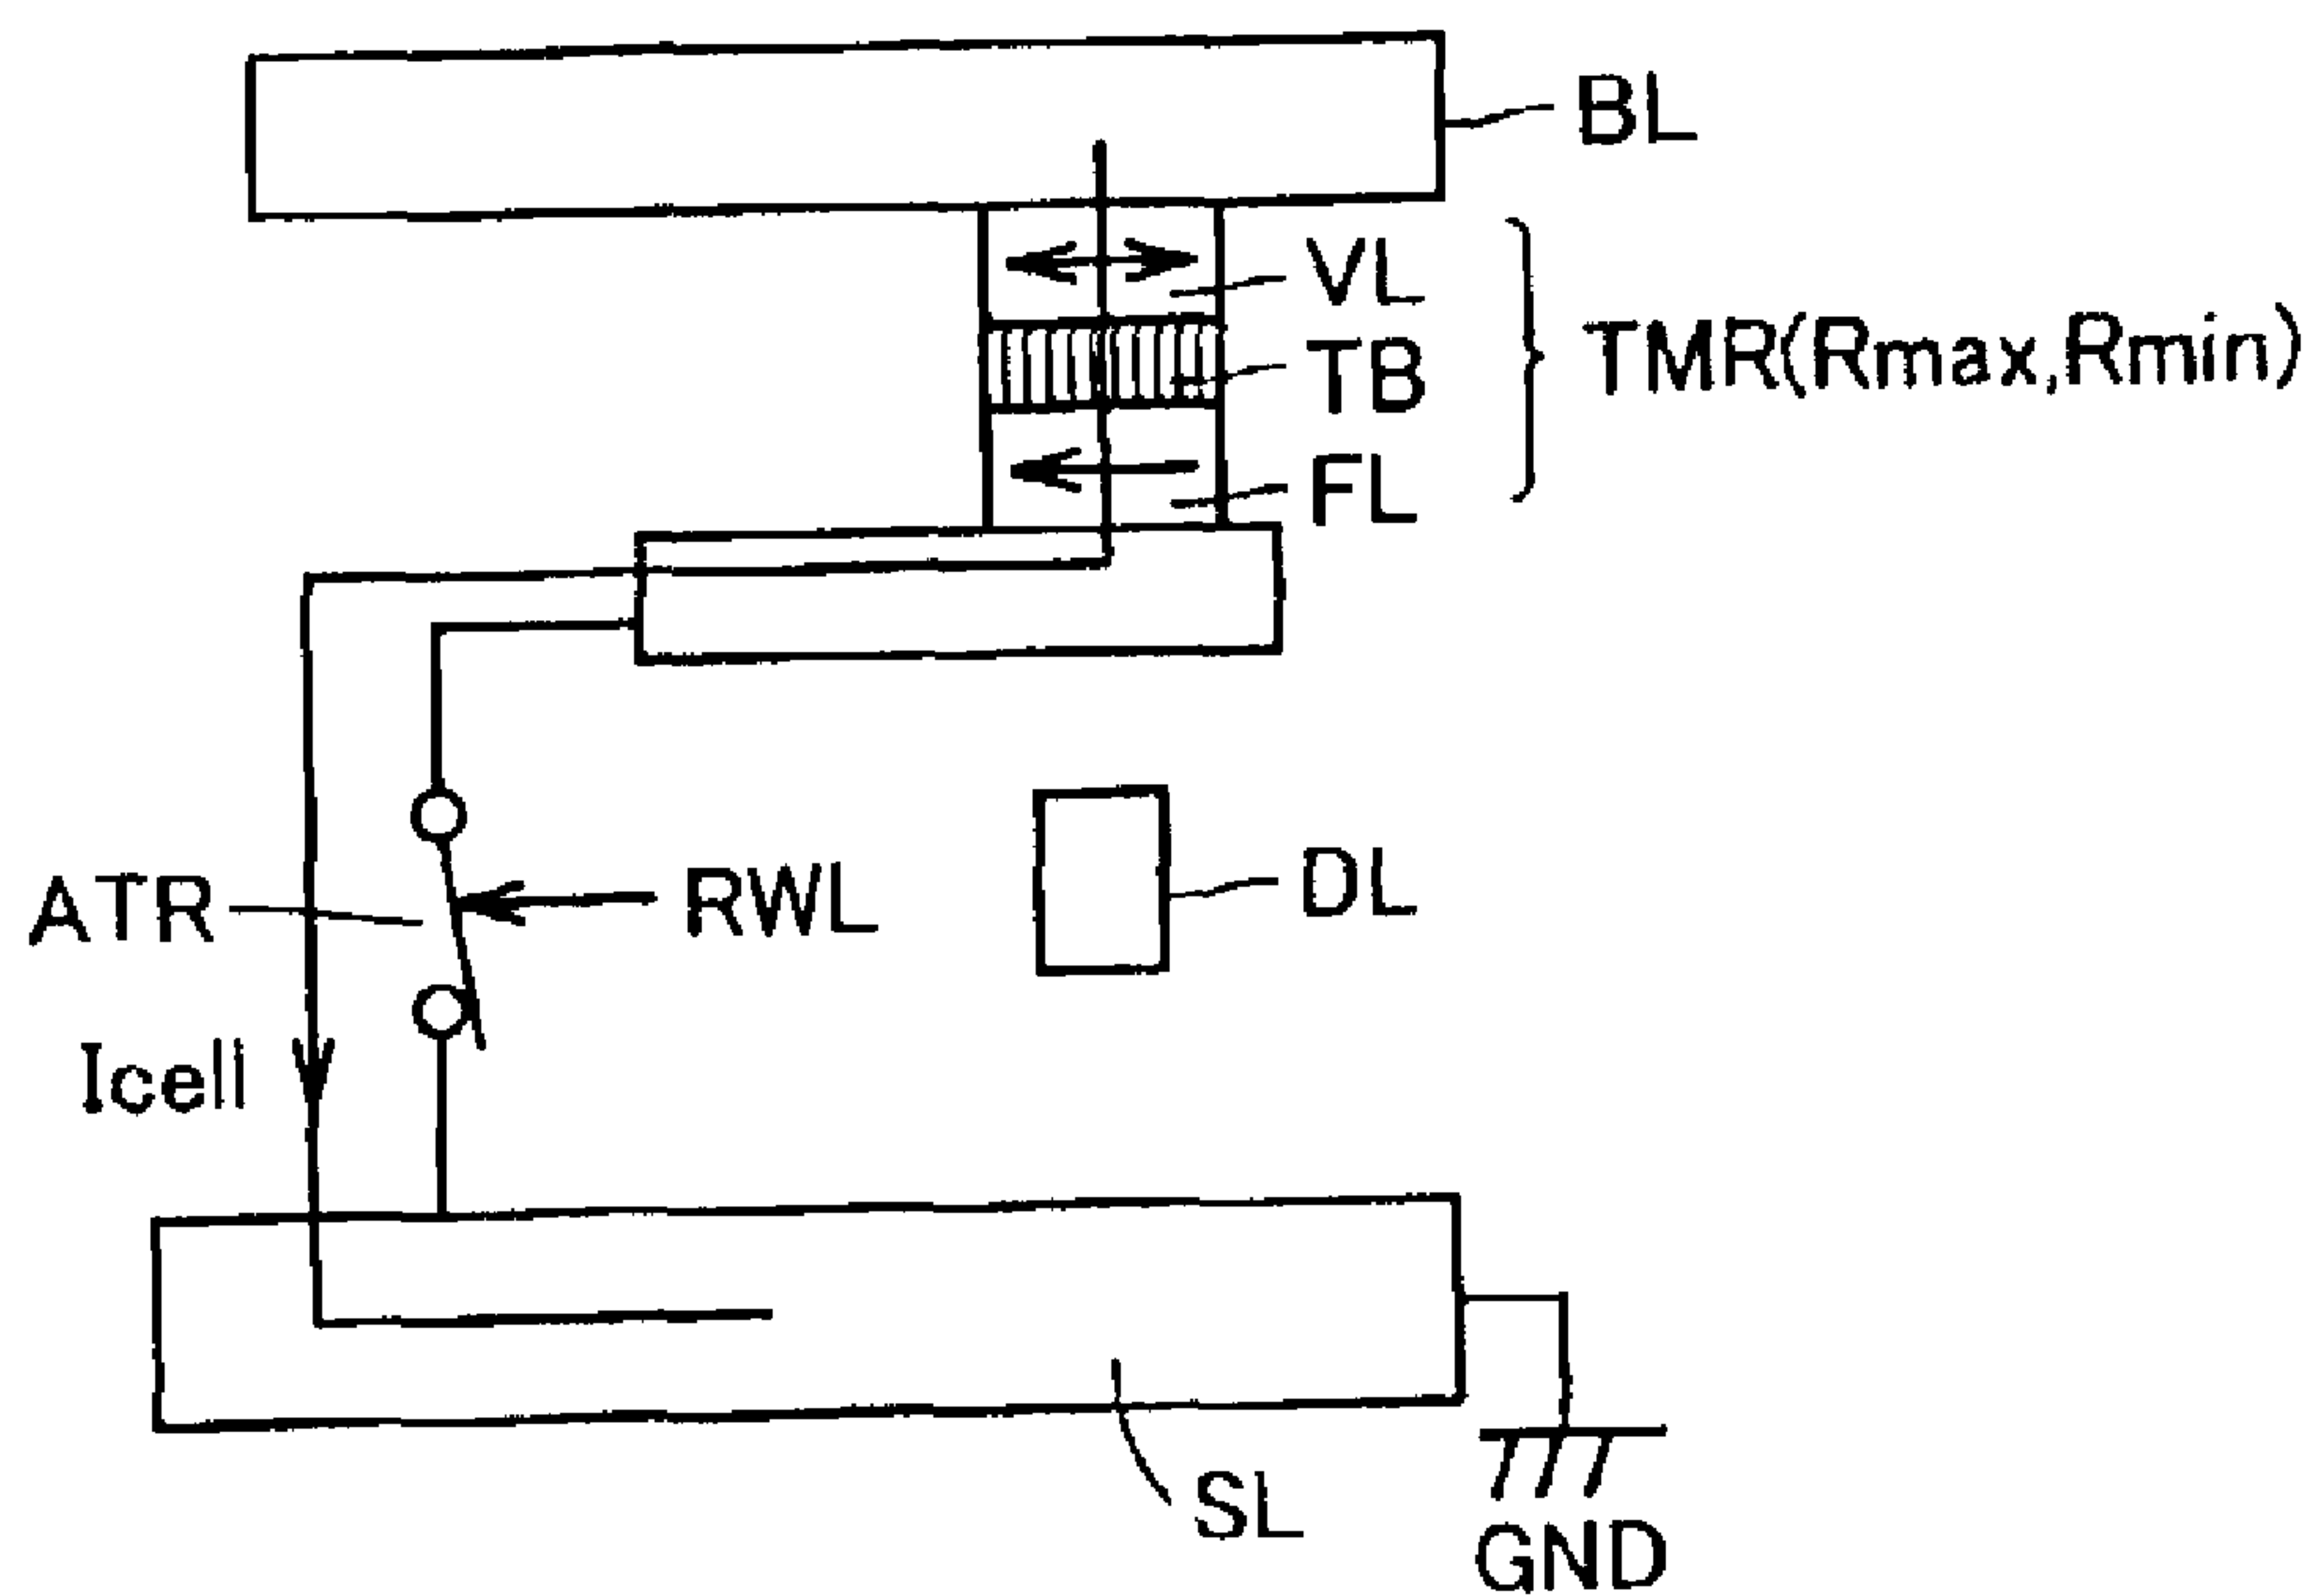 BL
VL
TB
FL
TMR(Rmax,Rmin)
ATR
RWL
DL
Icell
SL
GND